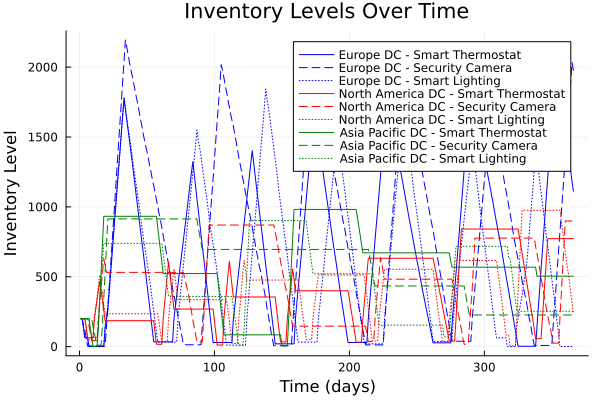 Inventory Levels Over Time
Inventory Level
2000
1500
1000
500
0
Europe DC - Smart Thermostat
Europe DC - Security Camera
Europe DC - Smart Lighting
North America DC - Smart Thermostat
North America DC - Security Camera
North America DC - Smart Lighting
Asia Pacific DC - Smart Thermostat
Asia Pacific DC - Security Camera
Asia Pacific DC - Smart Lighting
0 100 200 300
Time (days)